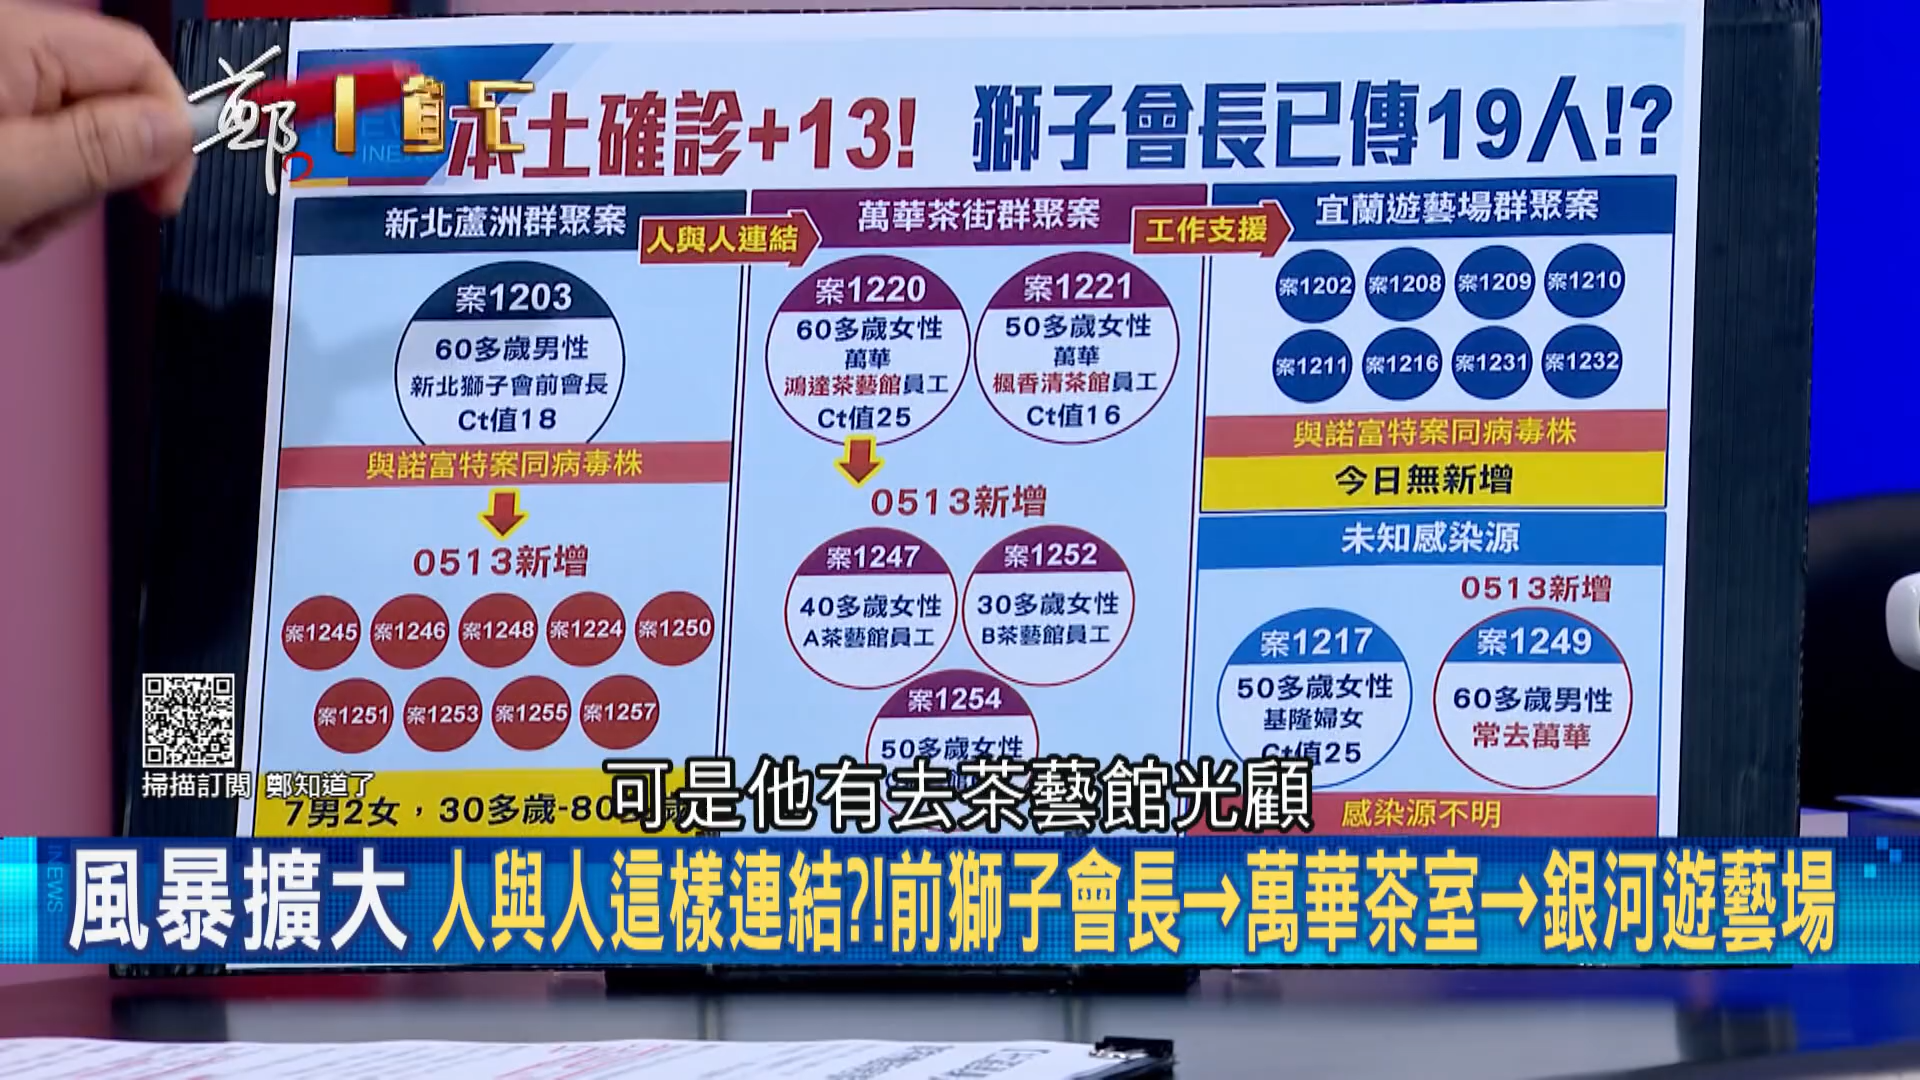 鄭
本土確診+13! 獅子會長已傳19人!?
新北蘆洲群聚案
人與人連結
萬華茶街群聚案
工作支援
宜蘭遊藝場群聚案
案1203
60多歲男性
新北獅子會前會長
Ct值18
與諾富特案同病毒株
0513新增
案1245 案1246 案1248 案1224 案1250
案1251 案1253 案1255 案1257
7男2女，30多歲-80
案1220
60多歲女性
萬華
鴻達茶藝館員工
Ct值25
案1221
50多歲女性
萬華
楓香清茶館員工
Ct值16
0513新增
案1247
40多歲女性
A茶藝館員工
案1252
30多歲女性
B茶藝館員工
案1254
50多歲女性
案1202 案1208 案1209 案1210
案1211 案1216 案1231 案1232
與諾富特案同病毒株
今日無新增
未知感染源
0513新增
案1217
50多歲女性
基隆婦女
Ct值25
案1249
60多歲男性
常去萬華
感染源不明
掃描訂閱 鄭知道了
可是他有去茶藝館光顧
NEWS
風暴擴大 人與人這樣連結?!前獅子會長→萬華茶室→銀河遊藝場